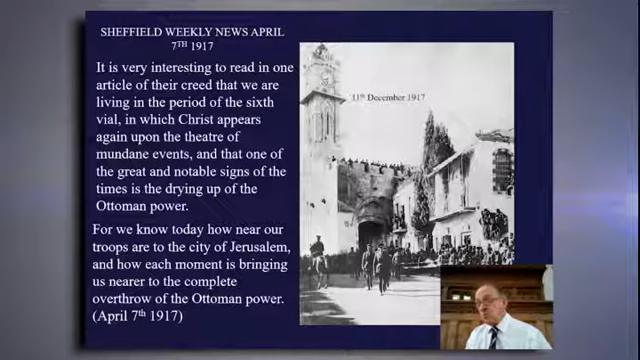 SHEFFIELD WEEKLY NEWS APRIL
7TH 1917
It is very interesting to read in one
article of their creed that we are
living in the period of the sixth
vial, in which Christ appears
again upon the theatre of
mundane events, and that one of
the great and notable signs of the
times is the drying up of the
Ottoman power.
For we know today how near our
troops are to the city of Jerusalem,
and how each moment is bringing
us nearer to the complete
overthrow of the Ottoman power.
(April 7th 1917)
11th December 1917